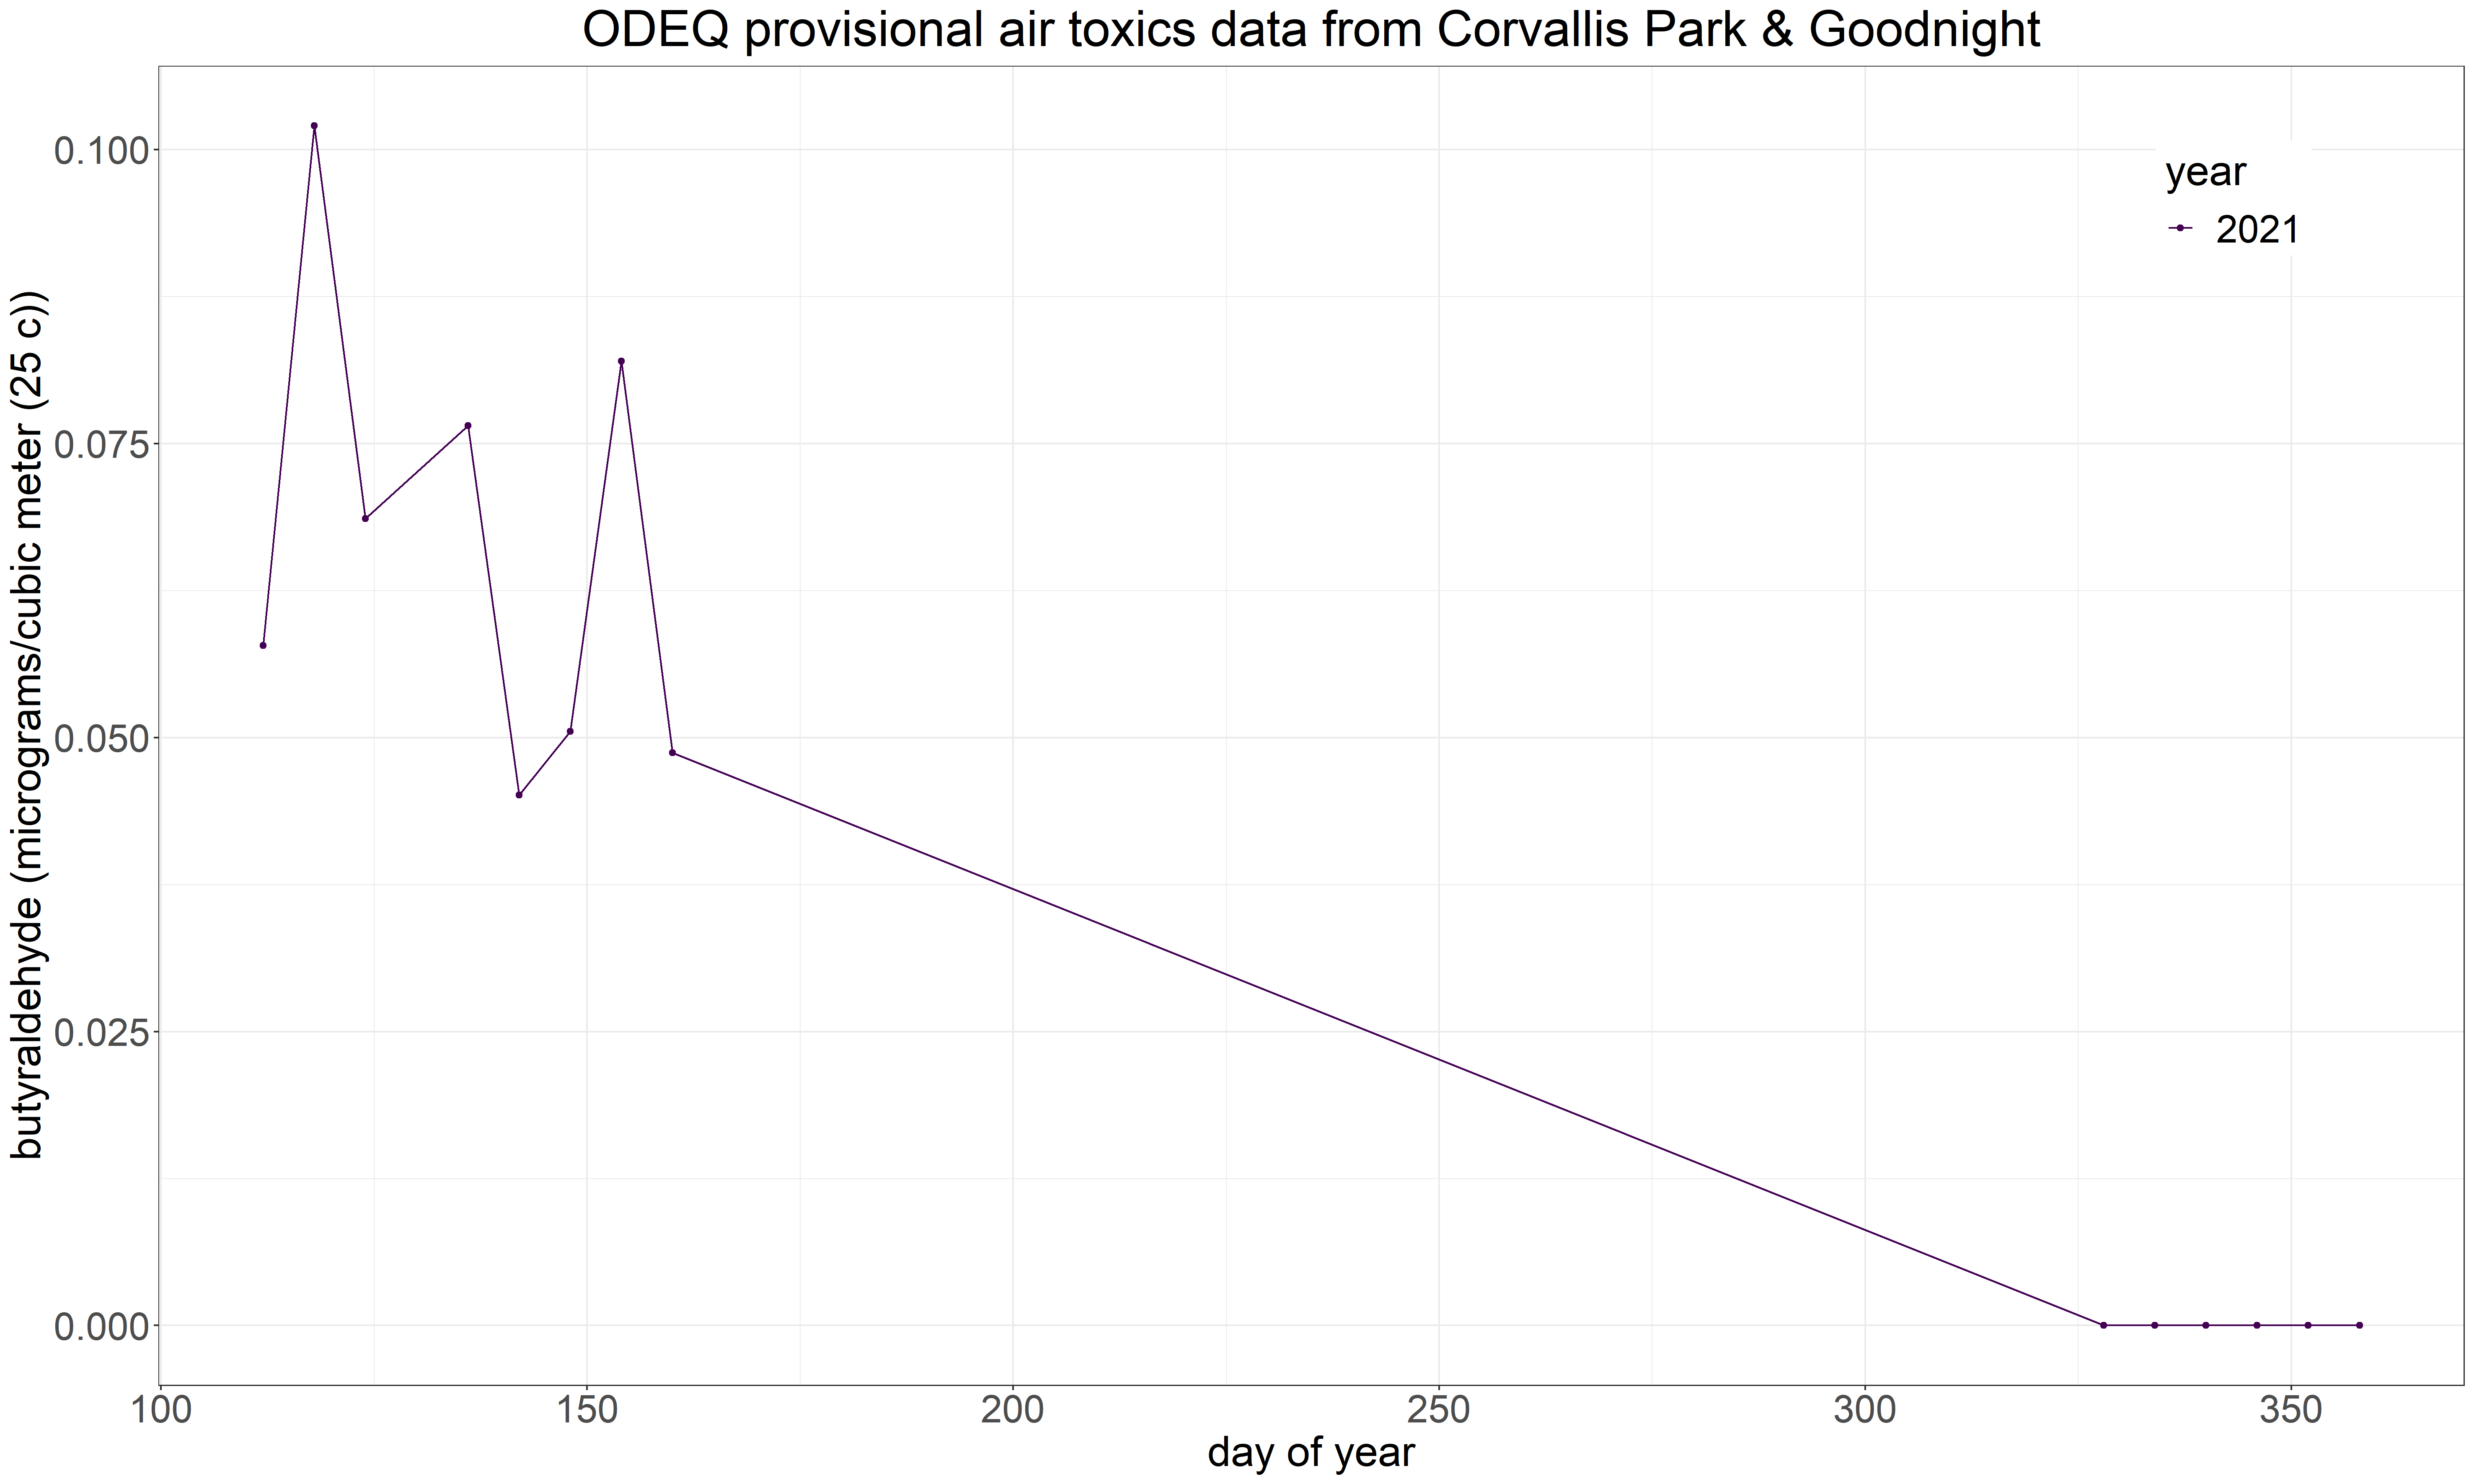 ODEQ provisional air toxics data from Corvallis Park & Goodnight
butyraldehyde (micrograms/cubic meter (25 c))
0.100
0.075
0.050
0.025
0.000
year
2021
100 150 200 250 300 350
day of year